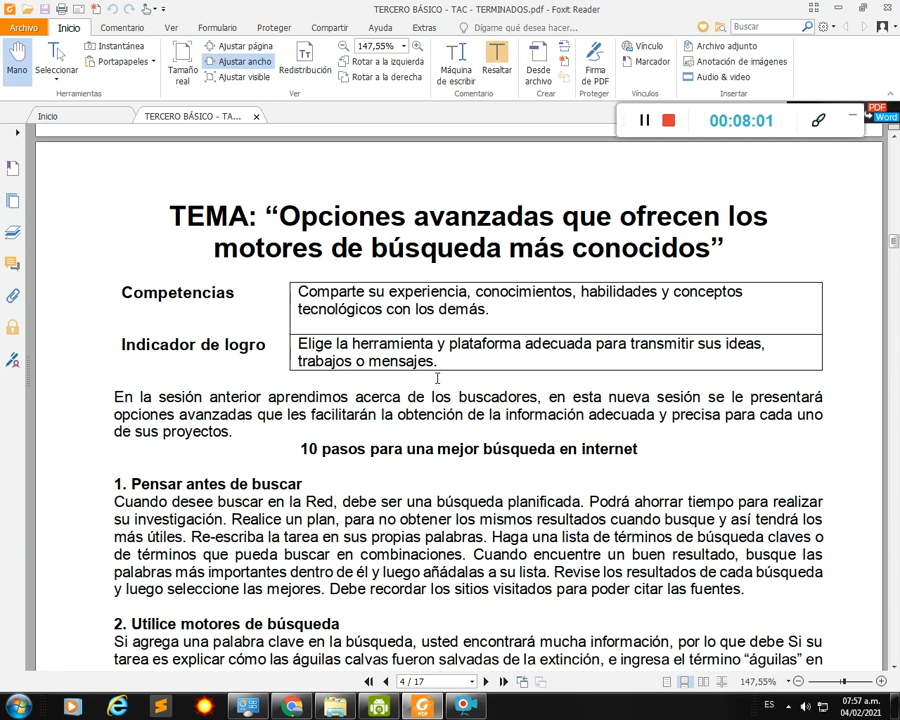 TERCERO BÁSICO - TAC - TERMINADOS.pdf - Foxit Reader
Archivo Inicio Comentario Ver Formulario Proteger Compartir Ayuda Extras Dígame qué desea hacer... Buscar
Mano
Seleccionar
Instantánea
Portapapeles
Herramientas
Tamaño real
Ajustar página
Ajustar ancho
Ajustar visible
Redistribución
147,55%
Rotar a la izquierda
Rotar a la derecha
Ver
Máquina de escribir
Resaltar
Comentario
Desde archivo
Crear
Firma de PDF
Proteger
Vínculo
Marcador
Vínculos
Archivo adjunto
Anotación de imágenes
Audio & video
Insertar
Inicio TERCERO BÁSICO - TA...
PDF
Word
00:08:01
TEMA: “Opciones avanzadas que ofrecen los
motores de búsqueda más conocidos”
Competencias
Comparte su experiencia, conocimientos, habilidades y conceptos
tecnológicos con los demás.
Indicador de logro
Elige la herramienta y plataforma adecuada para transmitir sus ideas,
trabajos o mensajes.
En la sesión anterior aprendimos acerca de los buscadores, en esta nueva sesión se le presentará
opciones avanzadas que les facilitarán la obtención de la información adecuada y precisa para cada uno
de sus proyectos.
10 pasos para una mejor búsqueda en internet
1. Pensar antes de buscar
Cuando desee buscar en la Red, debe ser una búsqueda planificada. Podrá ahorrar tiempo para realizar
su investigación. Realice un plan, para no obtener los mismos resultados cuando busque y así tendrá los
más útiles. Re-escriba la tarea en sus propias palabras. Haga una lista de términos de búsqueda claves o
de términos que pueda buscar en combinaciones. Cuando encuentre un buen resultado, busque las
palabras más importantes dentro de él y luego añádalas a su lista. Revise los resultados de cada búsqueda
y luego seleccione las mejores. Debe recordar los sitios visitados para poder citar las fuentes.
2. Utilice motores de búsqueda
Si agrega una palabra clave en la búsqueda, usted encontrará mucha información, por lo que debe Si su
tarea es explicar cómo las águilas calvas fueron salvadas de la extinción, e ingresa el término “águilas” en
4 / 17
147,55%
ES
07:57 a.m.
04/02/2021